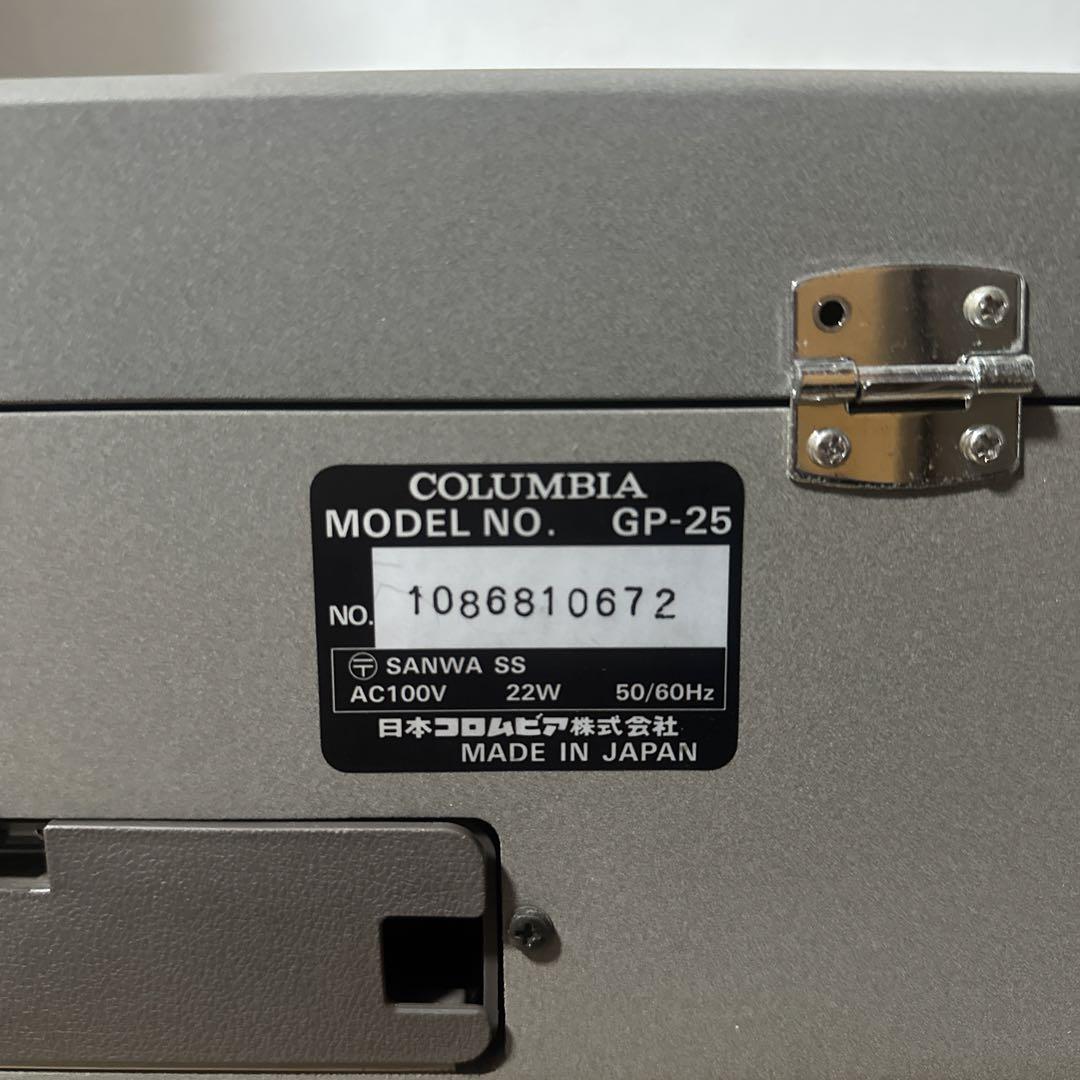 COLUMBIA
MODEL NO. GP-25
NO. 1086810672
〒 SANWA SS
AC100V 22W 50/60Hz
日本コロムビア株式会社
MADE IN JAPAN